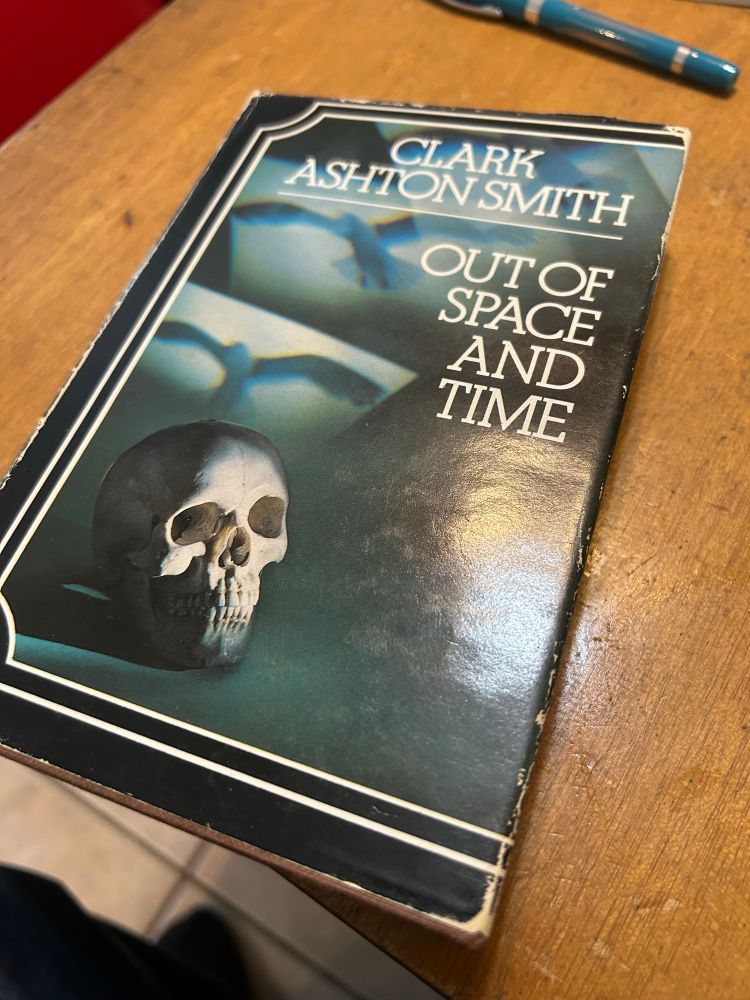 CLARK
ASHTON SMITH
OUT OF
SPACE
AND
TIME